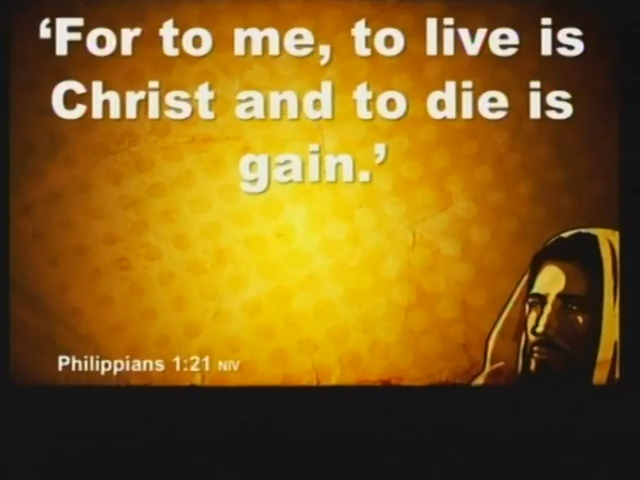 ‘For to me, to live is
Christ and to die is
gain.’
Philippians 1:21 NIV